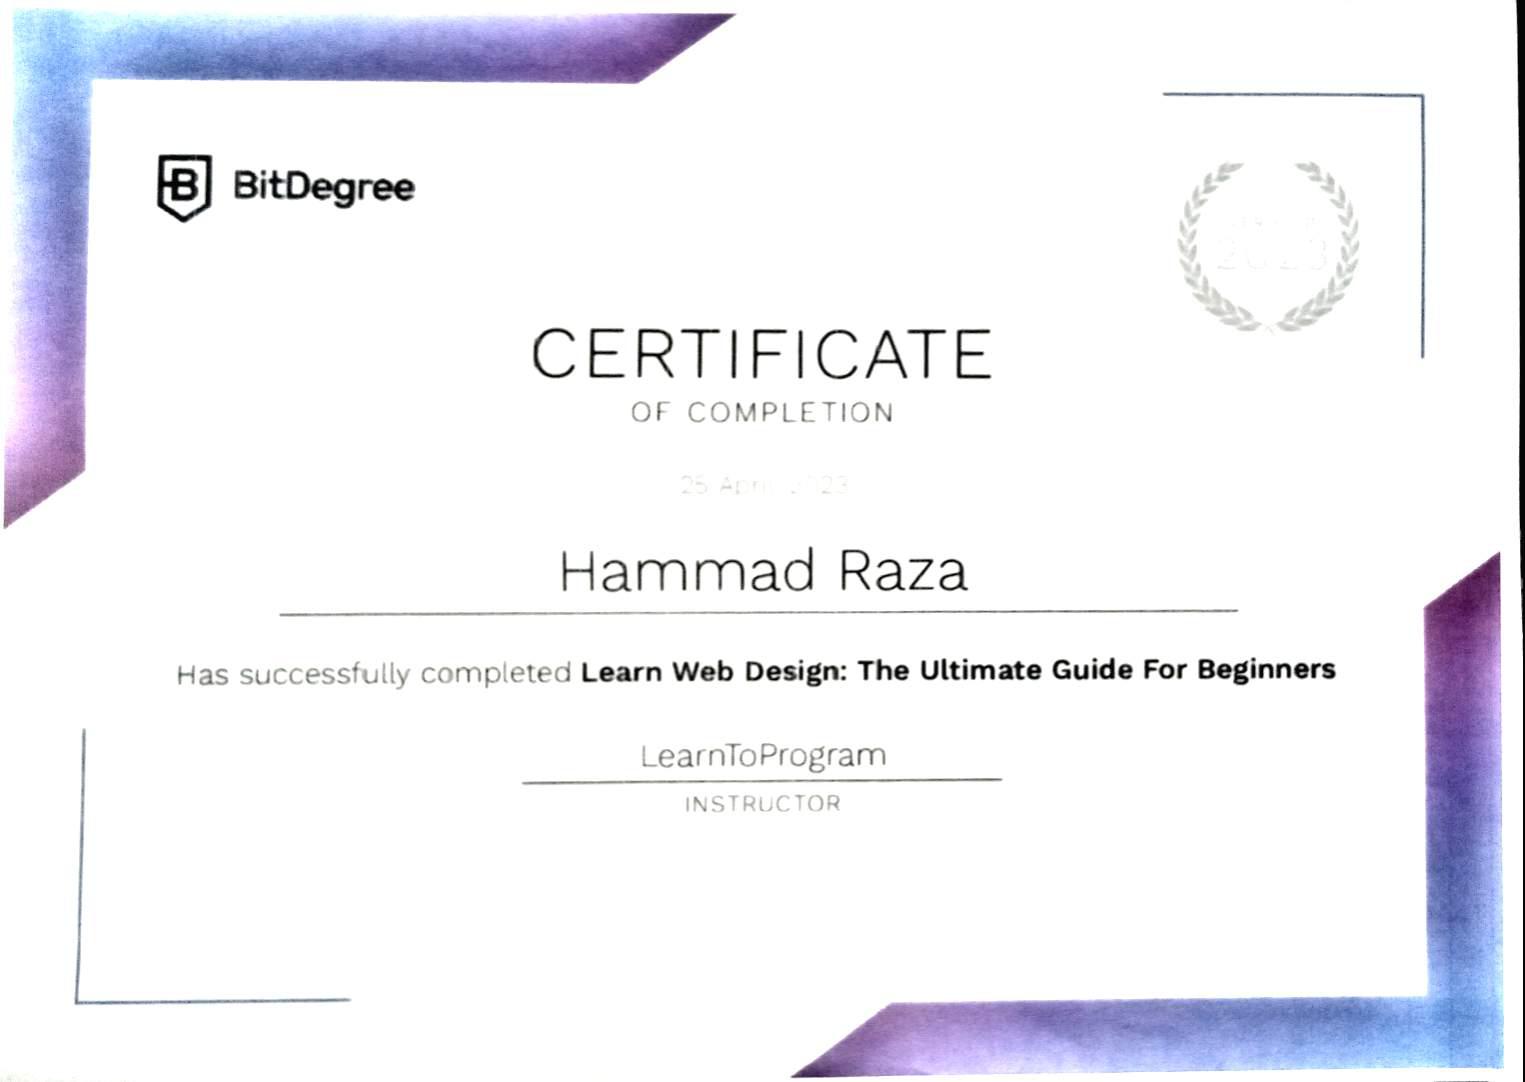 BitDegree
2023
CERTIFICATE
OF COMPLETION
25 April 2023
Hammad Raza
Has successfully completed Learn Web Design: The Ultimate Guide For Beginners
LearnToProgram
INSTRUCTOR